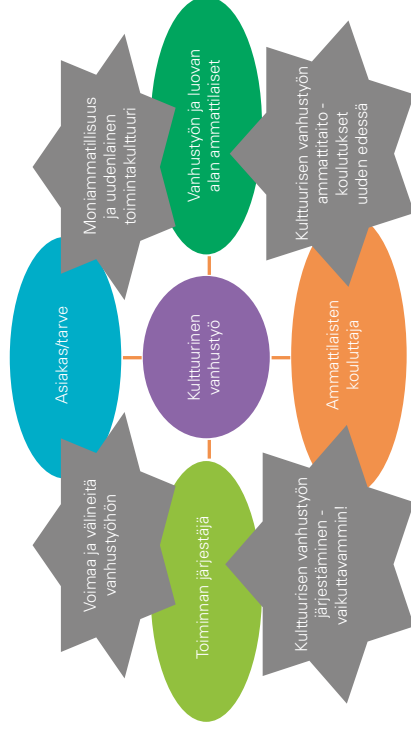 Asiakas/tarve
Voimaa ja välineitä
vanhustyöhön
Moniammatillisuus
ja uudenlainen
toimintakulttuuri
Toiminnan järjestäjä
Kulttuurinen
vanhustyö
Vanhustyön ja luovan
alan ammattilaiset
Kulttuurisen vanhustyön
järjestäminen -
vaikuttavammin!
Ammattilaisten
kouluttaja
Kulttuurisen vanhustyön
ammattitaito -
koulutukset
uuden edessä